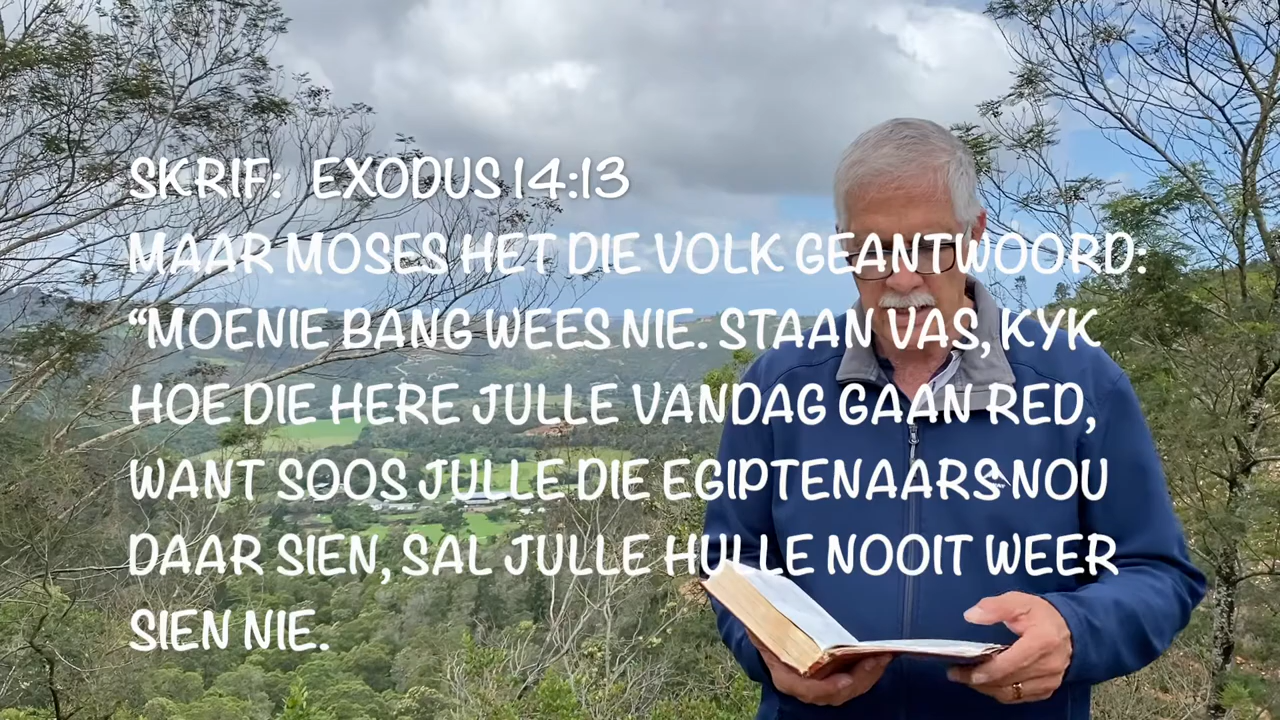 SKRIF: EXODUS 14:13
MAAR MOSES HET DIE VOLK GEANTWOORD:
“MOENIE BANG WEES NIE. STAAN VAS, KYK
HOE DIE HERE JULLE VANDAG GAAN RED,
WANT SOOS JULLE DIE EGIPTENAARS NOU
DAAR SIEN, SAL JULLE HULLE NOOIT WEER
SIEN NIE.